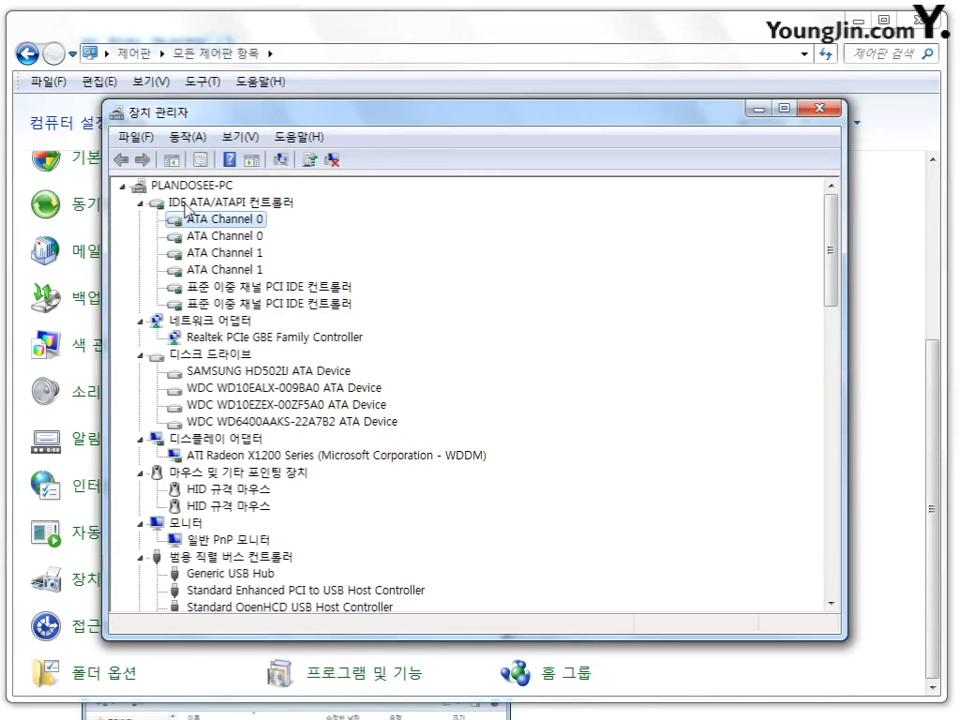 YoungJin.com Y.
제어판 모든 제어판 항목
제어판 검색
파일(F) 편집(E) 보기(V) 도구(T) 도움말(H)
컴퓨터 설
장치 관리자
파일(F) 동작(A) 보기(V) 도움말(H)
PLANDOSEE-PC
IDE ATA/ATAPI 컨트롤러
ATA Channel 0
ATA Channel 0
ATA Channel 1
ATA Channel 1
표준 이중 채널 PCI IDE 컨트롤러
표준 이중 채널 PCI IDE 컨트롤러
네트워크 어댑터
Realtek PCIe GBE Family Controller
디스크 드라이브
SAMSUNG HD502IJ ATA Device
WDC WD10EALX-009BA0 ATA Device
WDC WD10EZEX-00ZF5A0 ATA Device
WDC WD6400AAKS-22A7B2 ATA Device
디스플레이 어댑터
ATI Radeon X1200 Series (Microsoft Corporation - WDDM)
마우스 및 기타 포인팅 장치
HID 규격 마우스
HID 규격 마우스
모니터
일반 PnP 모니터
범용 직렬 버스 컨트롤러
Generic USB Hub
Standard Enhanced PCI to USB Host Controller
Standard OpenHCD USB Host Controller
기본
동기
메일
백업
색 관
소리
알림
인터
자동
장치
접근
폴더 옵션 프로그램 및 기능 홈 그룹
이름 유형 크기